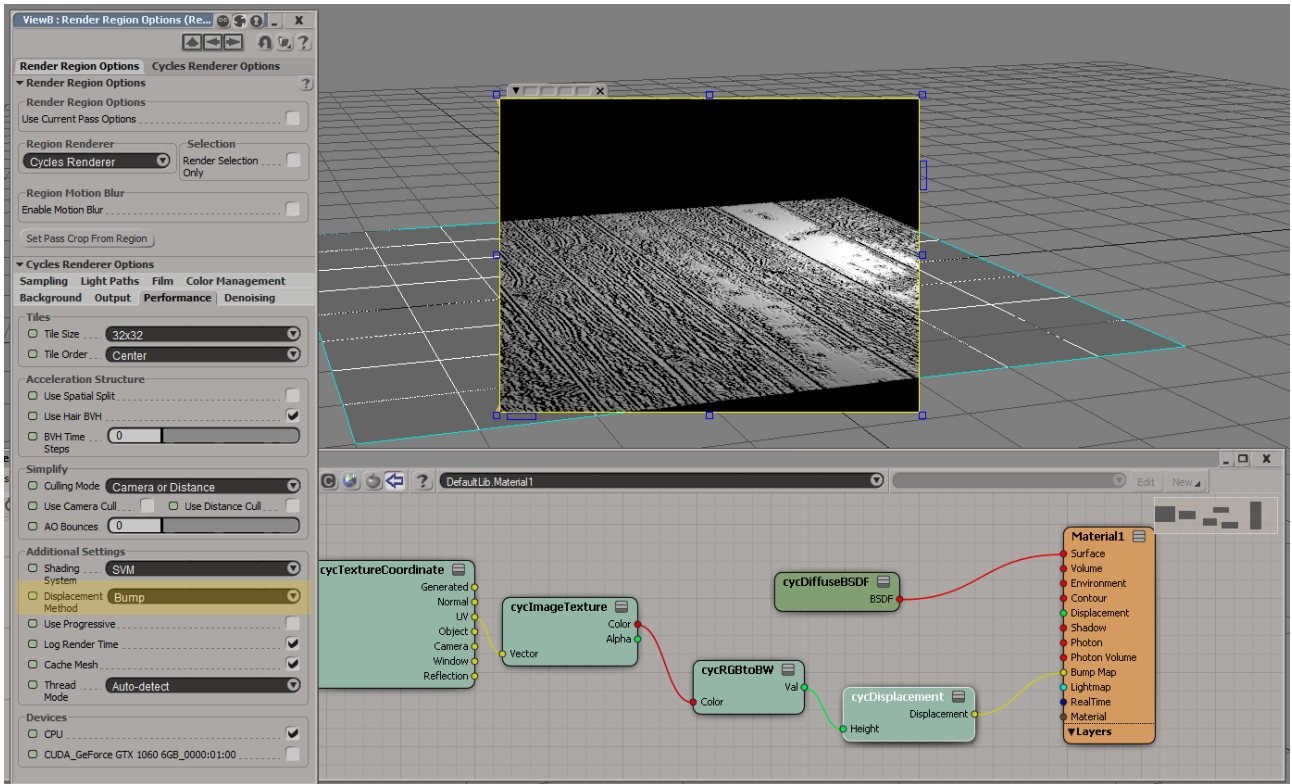 ViewB : Render Region Options (Re...
Render Region Options Cycles Renderer Options
Render Region Options
Render Region Options
Use Current Pass Options
Region Renderer
Selection
Cycles Renderer
Render Selection Only
Region Motion Blur
Enable Motion Blur
Set Pass Crop From Region
Cycles Renderer Options
Sampling Light Paths Film Color Management
Background Output Performance Denoising
Tiles
Tile Size 32x32
Tile Order Center
Acceleration Structure
Use Spatial Split
Use Hair BVH
BVH Time Steps 0
Simplify
Culling Mode Camera or Distance
Use Camera Cull Use Distance Cull
AO Bounces 0
Additional Settings
Shading System SVM
Displacement Method Bump
Use Progressive
Log Render Time
Cache Mesh
Thread Mode Auto-detect
Devices
CPU
CUDA_GeForce GTX 1060 6GB_0000:01:00
DefaultLib.Material1
Edit New
cycTextureCoordinate
Generated
Normal
UV
Object
Camera
Window
Reflection
cycImageTexture
Color
Alpha
Vector
cycRGBtoBW
Val
Color
cycDiffuseBSDF
BSDF
cycDisplacement
Displacement
Height
Material1
Surface
Volume
Environment
Contour
Displacement
Shadow
Photon
Photon Volume
Bump Map
Lightmap
RealTime
Material
Layers